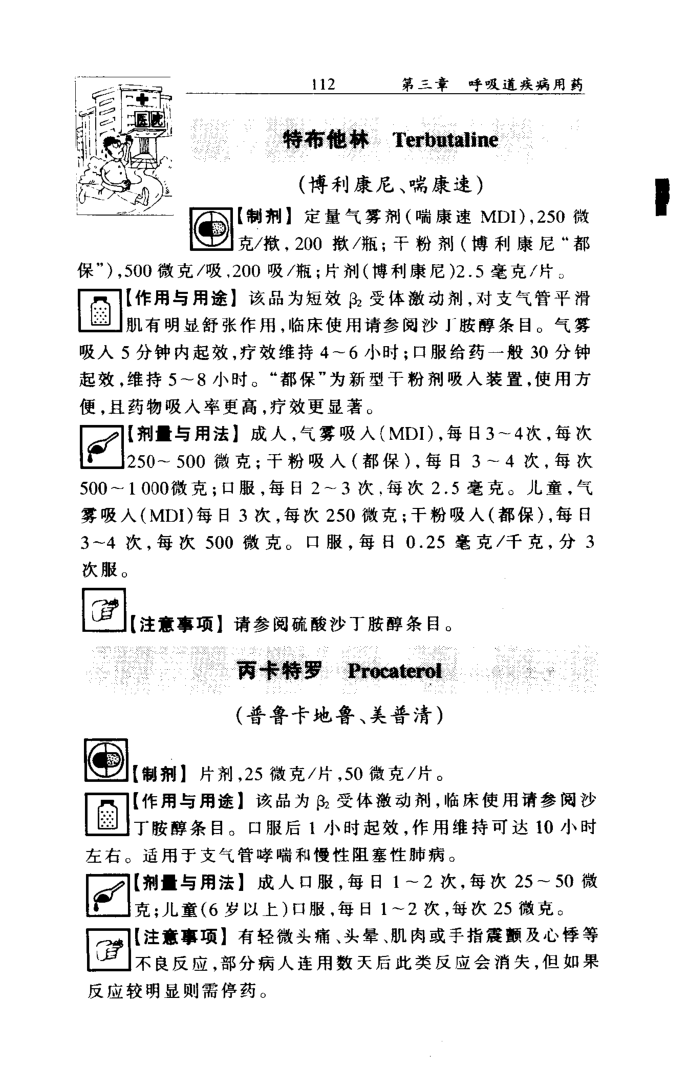 112 第三章 呼吸道疾病用药
医院
特布他林 Terbutaline
(博利康尼、喘康速)
【制剂】 定量气雾剂(喘康速 MDI),250 微
克/揿,200 揿/瓶;干粉剂(博利康尼“都
保”),500 微克/吸,200 吸/瓶;片剂(博利康尼)2.5 毫克/片。
【作用与用途】 该品为短效 β₂ 受体激动剂,对支气管平滑
肌有明显舒张作用,临床使用请参阅沙丁胺醇条目。气雾
吸入 5 分钟内起效,疗效维持 4~6 小时;口服给药一般 30 分钟
起效,维持 5~8 小时。“都保”为新型干粉剂吸入装置,使用方
便,且药物吸入率更高,疗效更显著。
【剂量与用法】 成人,气雾吸入(MDI),每日3~4次,每次
250~500 微克;干粉吸入(都保),每日 3~4 次,每次
500~1 000微克;口服,每日 2~3 次,每次 2.5 毫克。儿童,气
雾吸入(MDI)每日 3 次,每次 250 微克;干粉吸入(都保),每日
3~4 次,每次 500 微克。口服,每日 0.25 毫克/千克,分 3
次服。
【注意事项】 请参阅硫酸沙丁胺醇条目。
丙卡特罗 Procaterol
(普鲁卡地鲁、美普清)
【制剂】 片剂,25 微克/片,50 微克/片。
【作用与用途】 该品为 β₂ 受体激动剂,临床使用请参阅沙
丁胺醇条目。口服后 1 小时起效,作用维持可达 10 小时
左右。适用于支气管哮喘和慢性阻塞性肺病。
【剂量与用法】 成人口服,每日 1~2 次,每次 25~50 微
克;儿童(6 岁以上)口服,每日 1~2 次,每次 25 微克。
【注意事项】 有轻微头痛、头晕、肌肉或手指震颤及心悸等
不良反应,部分病人连用数天后此类反应会消失,但如果
反应较明显则需停药。